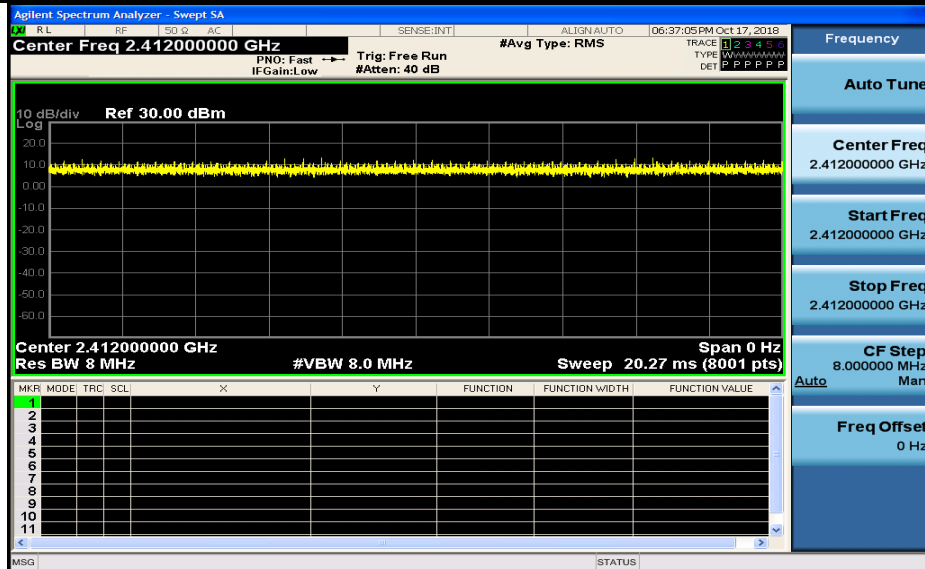 Agilent Spectrum Analyzer - Swept SA
LXI RL RF 50 Ω AC SENSE:INT ALIGN AUTO 06:37:05 PM Oct 17, 2018
Center Freq 2.412000000 GHz #Avg Type: RMS TRACE 1 2 3 4 5 6
PNO: Fast Trig: Free Run TYPE WWWWWW
IFGain:Low #Atten: 40 dB DET P P P P P P
10 dB/div Ref 30.00 dBm
Log
20.0
10.0
0.00
-10.0
-20.0
-30.0
-40.0
-50.0
-60.0
Center 2.412000000 GHz Span 0 Hz
Res BW 8 MHz #VBW 8.0 MHz Sweep 20.27 ms (8001 pts)
MKR MODE TRC SCL X Y FUNCTION FUNCTION WIDTH FUNCTION VALUE
1
2
3
4
5
6
7
8
9
10
11
MSG STATUS
Frequency
Auto Tune
Center Freq
2.412000000 GHz
Start Freq
2.412000000 GHz
Stop Freq
2.412000000 GHz
CF Step
8.000000 MHz
Auto Man
Freq Offset
0 Hz